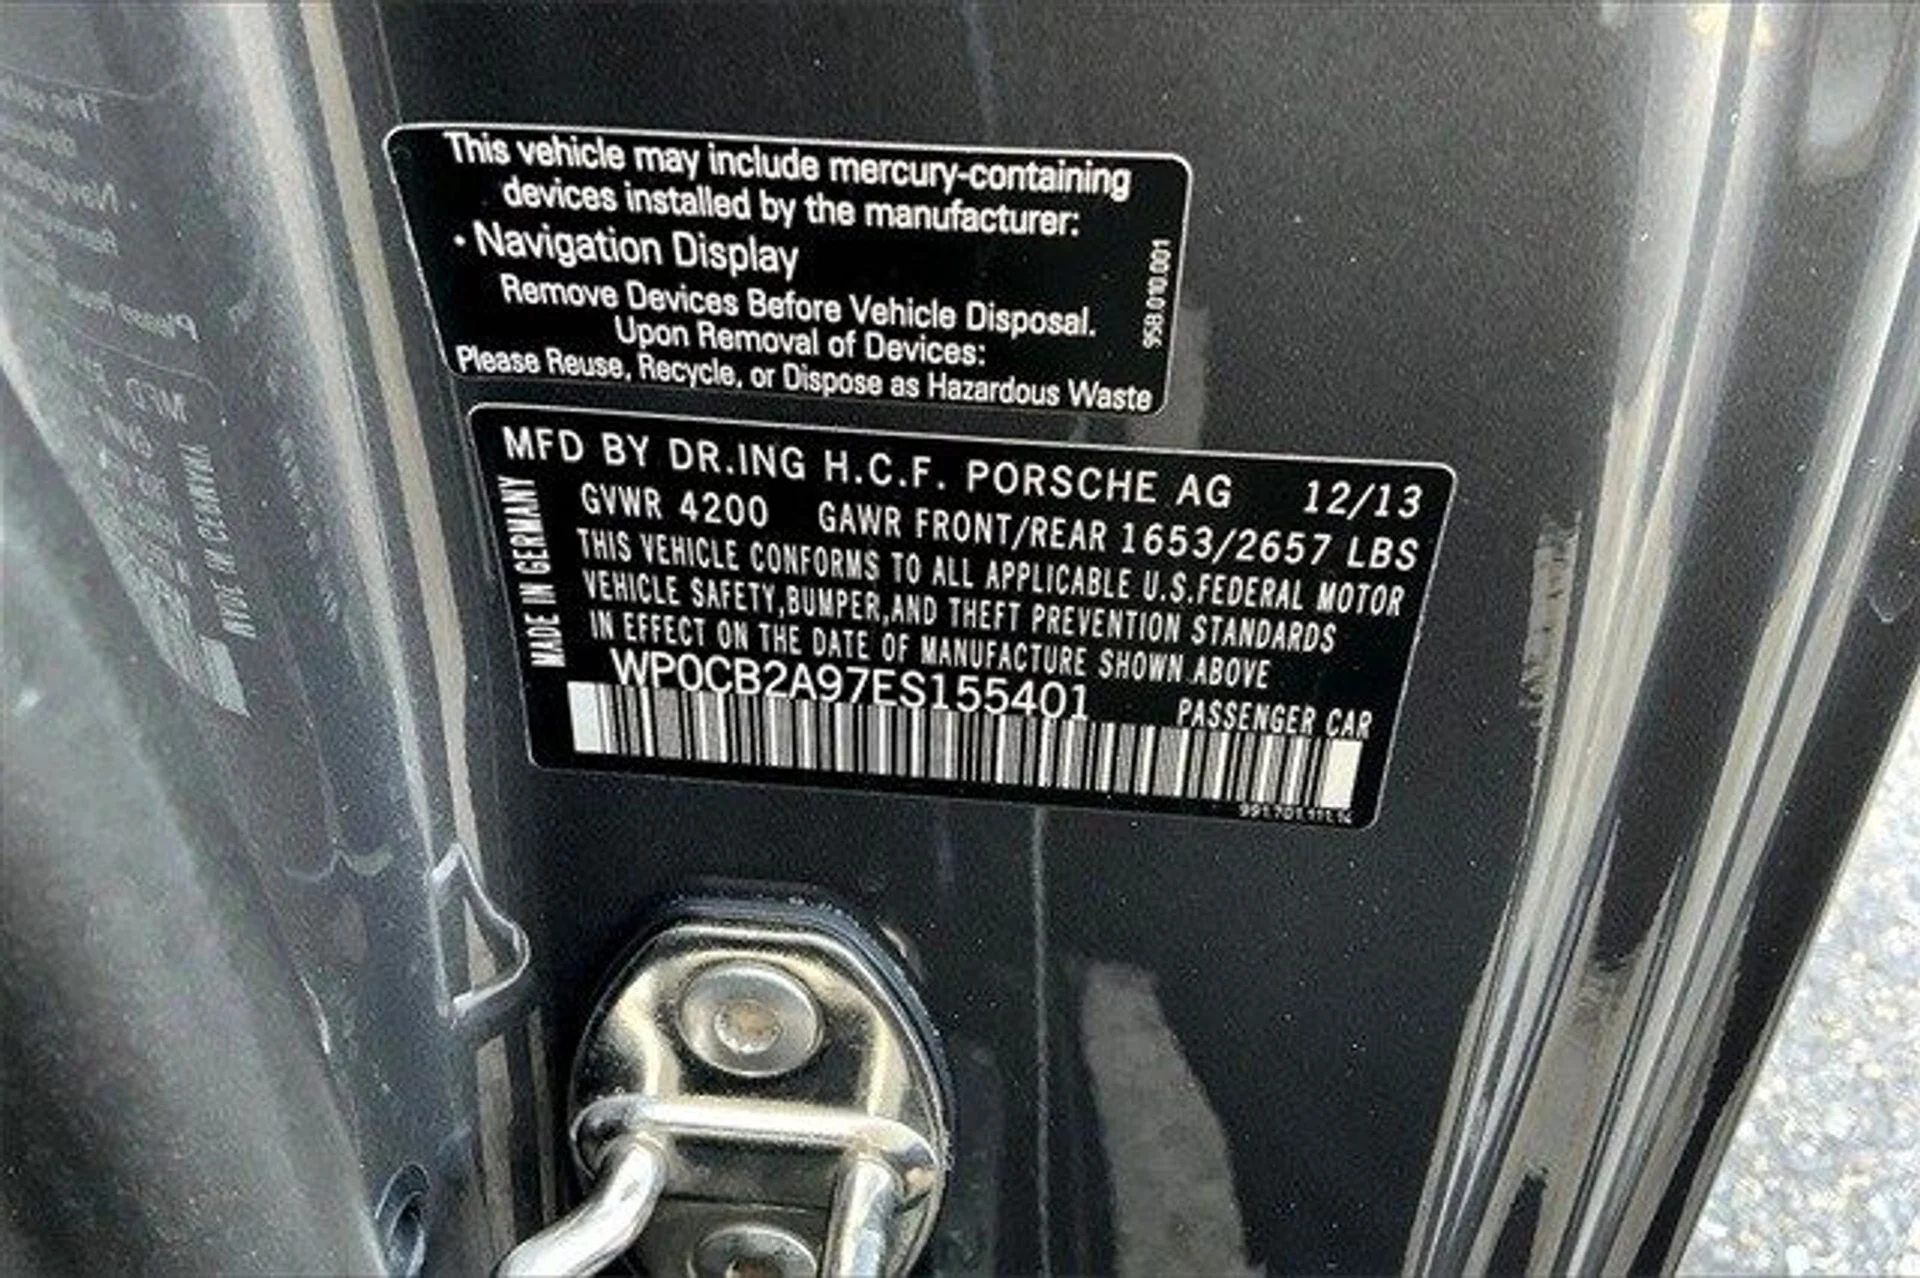 This vehicle may include mercury-containing
devices installed by the manufacturer:
• Navigation Display
Remove Devices Before Vehicle Disposal.
Upon Removal of Devices:
Please Reuse, Recycle, or Dispose as Hazardous Waste
958.010.001
MFD BY DR.ING H.C.F. PORSCHE AG 12/13
GVWR 4200 GAWR FRONT/REAR 1653/2657 LBS
THIS VEHICLE CONFORMS TO ALL APPLICABLE U.S.FEDERAL MOTOR
VEHICLE SAFETY,BUMPER,AND THEFT PREVENTION STANDARDS
IN EFFECT ON THE DATE OF MANUFACTURE SHOWN ABOVE
MADE IN GERMANY
WP0CB2A97ES155401
PASSENGER CAR